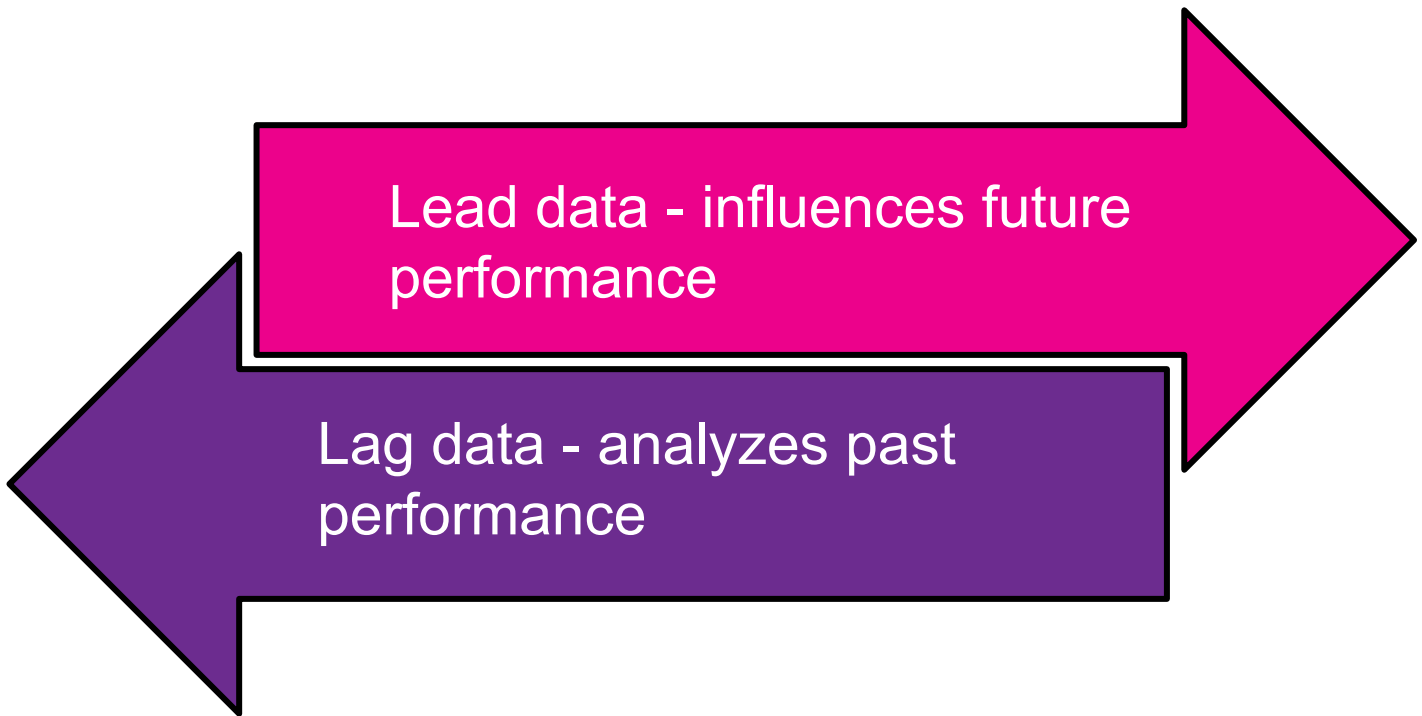 Lead data - influences future
performance
Lag data - analyzes past
performance